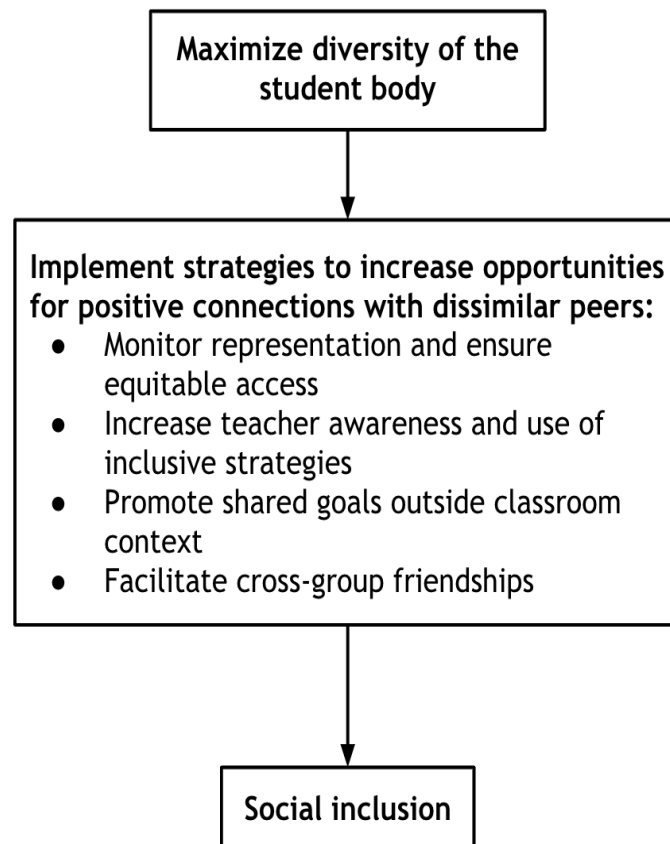 Maximize diversity of the
student body
Implement strategies to increase opportunities
for positive connections with dissimilar peers:
● Monitor representation and ensure
equitable access
● Increase teacher awareness and use of
inclusive strategies
● Promote shared goals outside classroom
context
● Facilitate cross-group friendships
Social inclusion